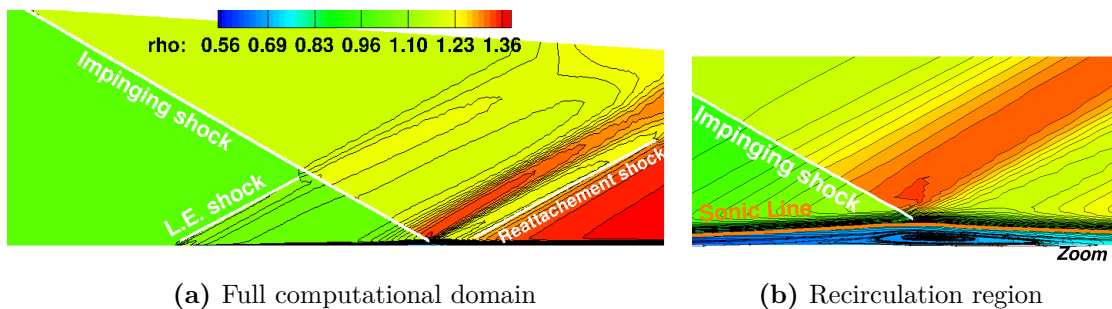 rho: 0.56 0.69 0.83 0.96 1.10 1.23 1.36
Impinging shock
L.E. shock
Reattachement shock
Impinging shock
Sonic Line
Zoom
(a) Full computational domain
(b) Recirculation region